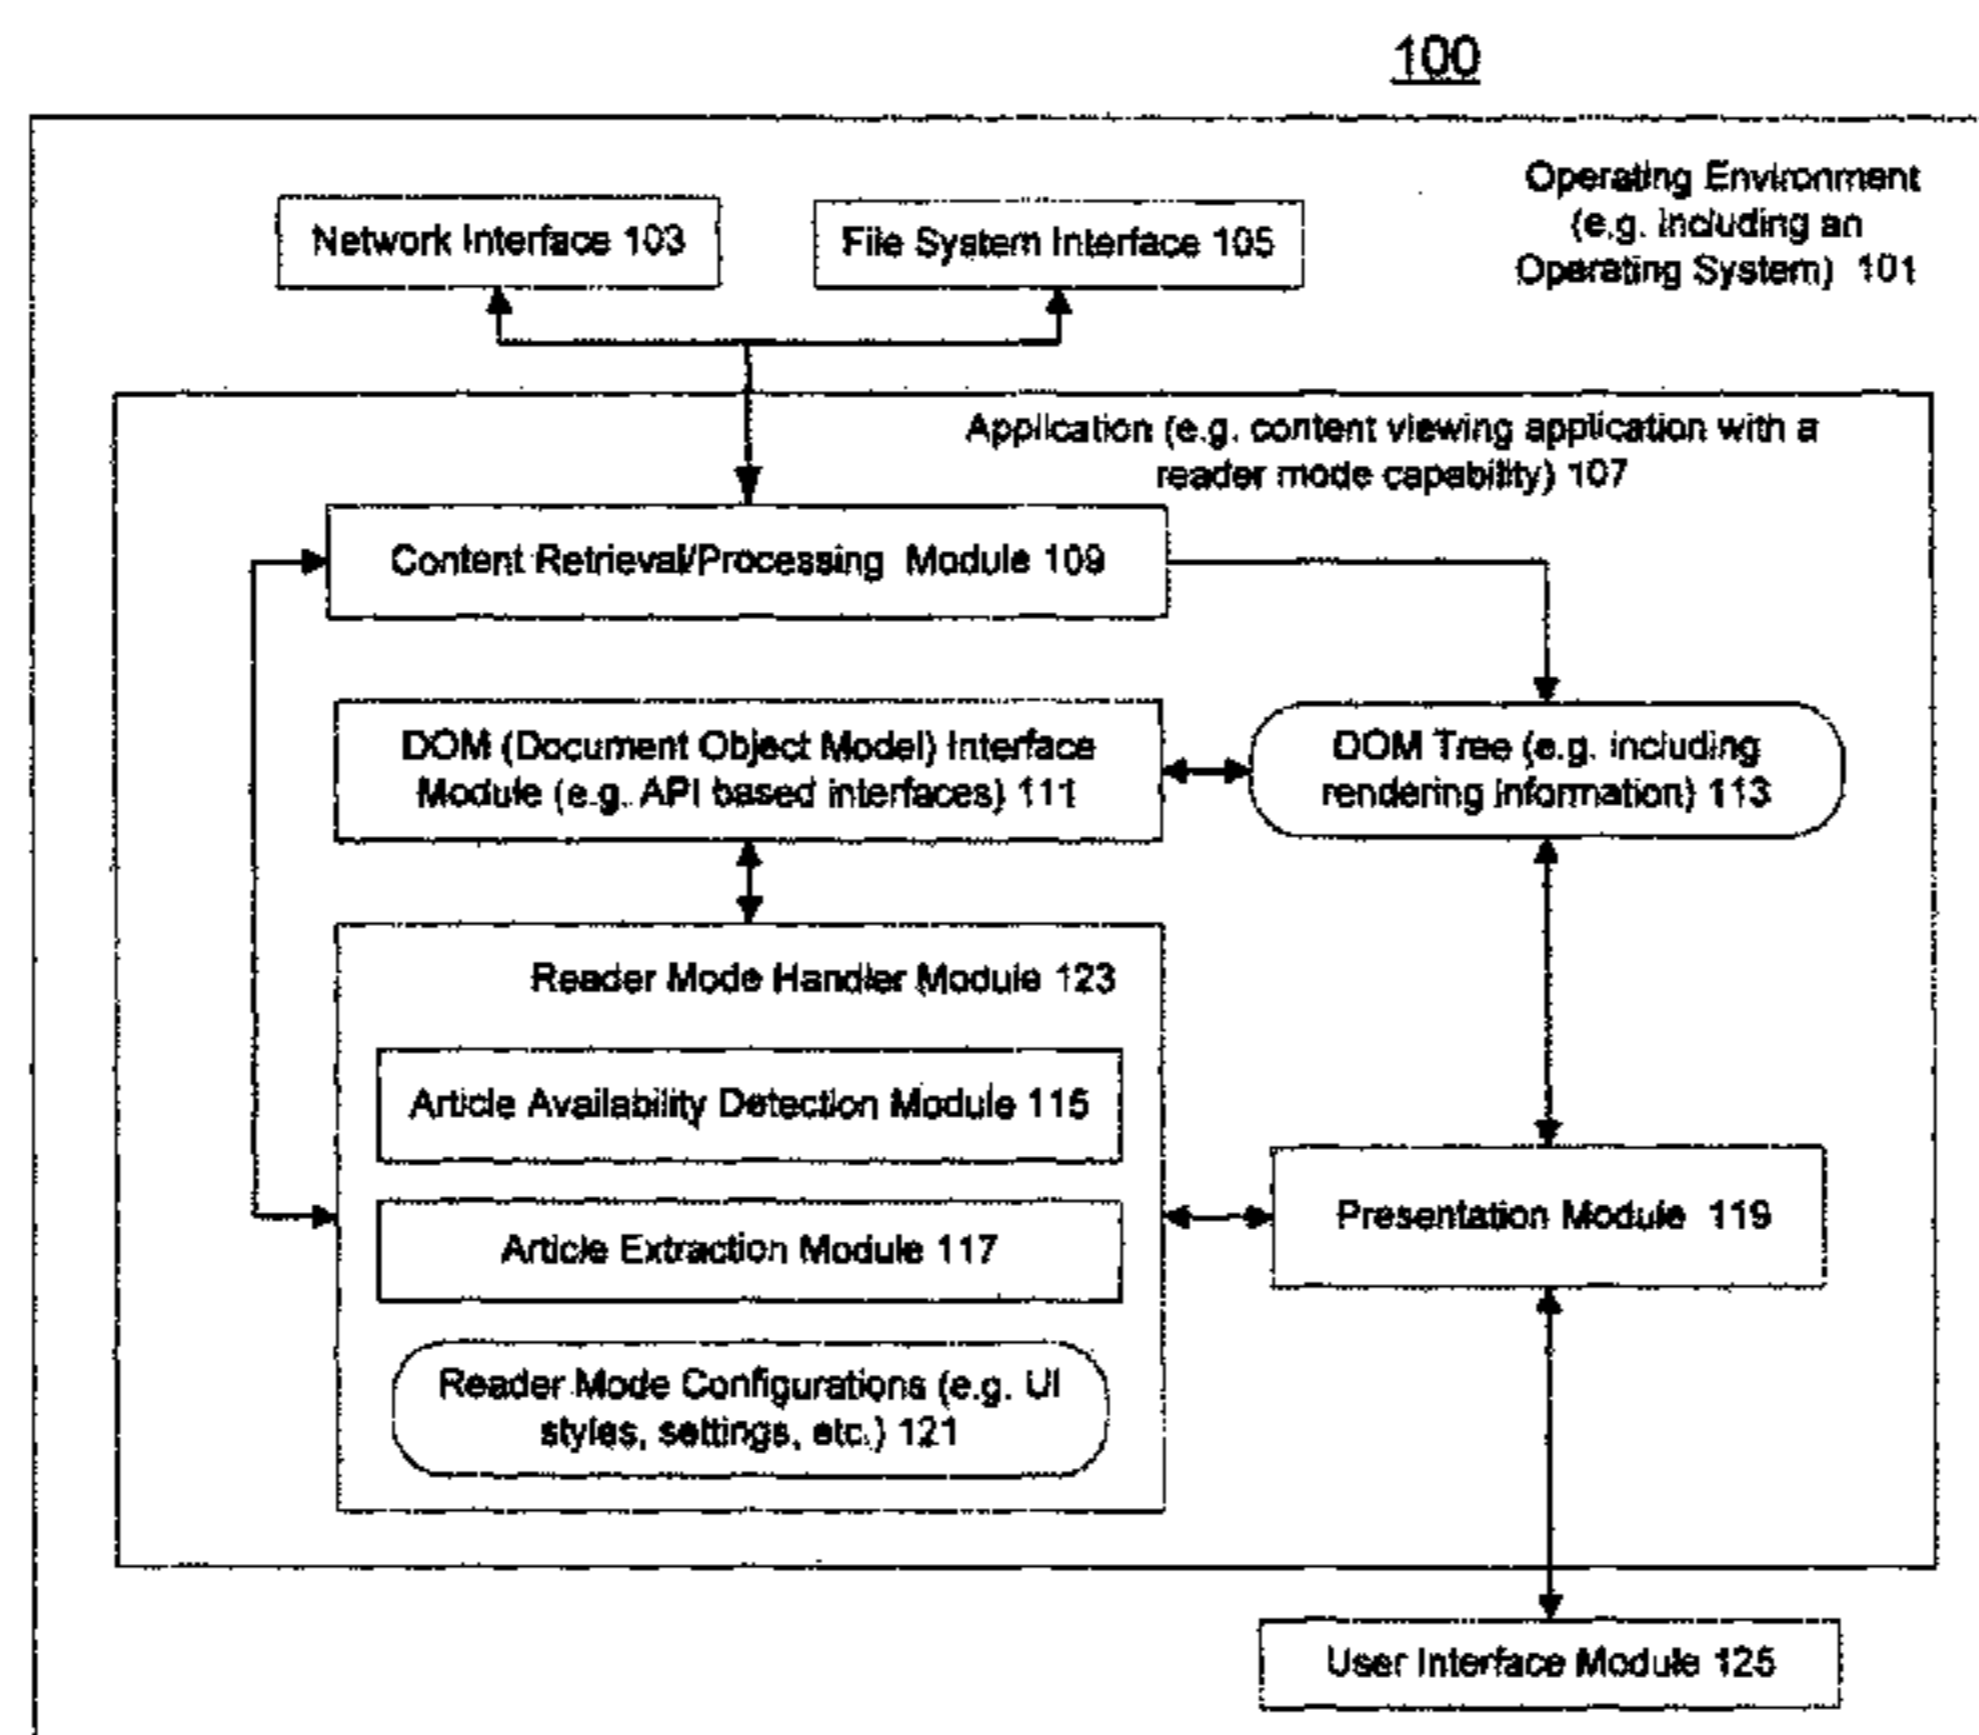 100
Operating Environment
(e.g. including an
Operating System) 101
Network Interface 103
File System Interface 105
Application (e.g. content viewing application with a
reader mode capability) 107
Content Retrieval/Processing Module 109
DOM (Document Object Model) Interface
Module (e.g. API based interfaces) 111
DOM Tree (e.g. including
rendering information) 113
Reader Mode Handler Module 123
Article Availability Detection Module 115
Article Extraction Module 117
Presentation Module 119
Reader Mode Configurations (e.g. UI
styles, settings, etc.) 121
User Interface Module 125